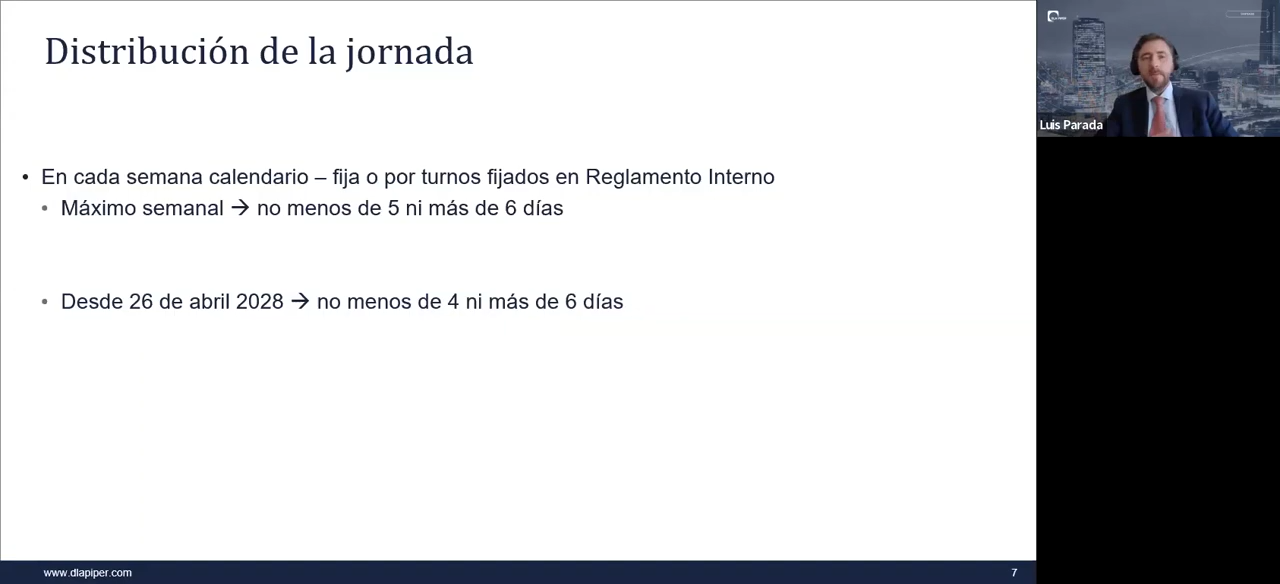 Distribución de la jornada
• En cada semana calendario – fija o por turnos fijados en Reglamento Interno
• Máximo semanal → no menos de 5 ni más de 6 días
• Desde 26 de abril 2028 → no menos de 4 ni más de 6 días
www.dlapiper.com
7
Luis Parada